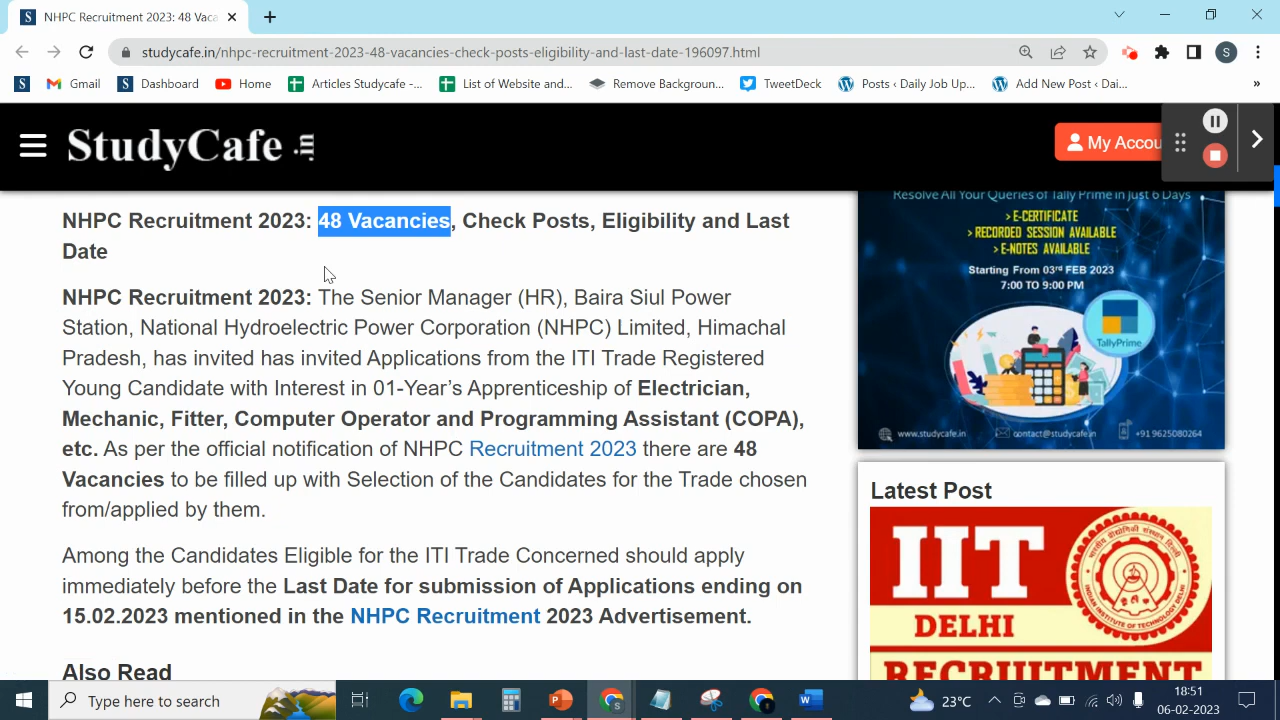 NHPC Recruitment 2023: 48 Vaca
studycafe.in/nhpc-recruitment-2023-48-vacancies-check-posts-eligibility-and-last-date-196097.html
S
Gmail
Dashboard
Home
Articles Studycafe -...
List of Website and...
Remove Backgroun...
TweetDeck
Posts ‹ Daily Job Up...
Add New Post ‹ Dai...
»
StudyCafe .in
My Accou
NHPC Recruitment 2023: 48 Vacancies, Check Posts, Eligibility and Last
Date
NHPC Recruitment 2023: The Senior Manager (HR), Baira Siul Power
Station, National Hydroelectric Power Corporation (NHPC) Limited, Himachal
Pradesh, has invited has invited Applications from the ITI Trade Registered
Young Candidate with Interest in 01-Year’s Apprenticeship of Electrician,
Mechanic, Fitter, Computer Operator and Programming Assistant (COPA),
etc. As per the official notification of NHPC Recruitment 2023 there are 48
Vacancies to be filled up with Selection of the Candidates for the Trade chosen
from/applied by them.
Among the Candidates Eligible for the ITI Trade Concerned should apply
immediately before the Last Date for submission of Applications ending on
15.02.2023 mentioned in the NHPC Recruitment 2023 Advertisement.
Also Read
Resolve All Your Queries of Tally Prime in Just 6 Days
> E-CERTIFICATE
> RECORDED SESSION AVAILABLE
> E-NOTES AVAILABLE
Starting From 03rd FEB 2023
7:00 TO 9:00 PM
TallyPrime
www.studycafe.in
contact@studycafe.in
+91 9625080264
Latest Post
IIT
DELHI
RECRUITMENT
Type here to search
23°C
18:51
06-02-2023